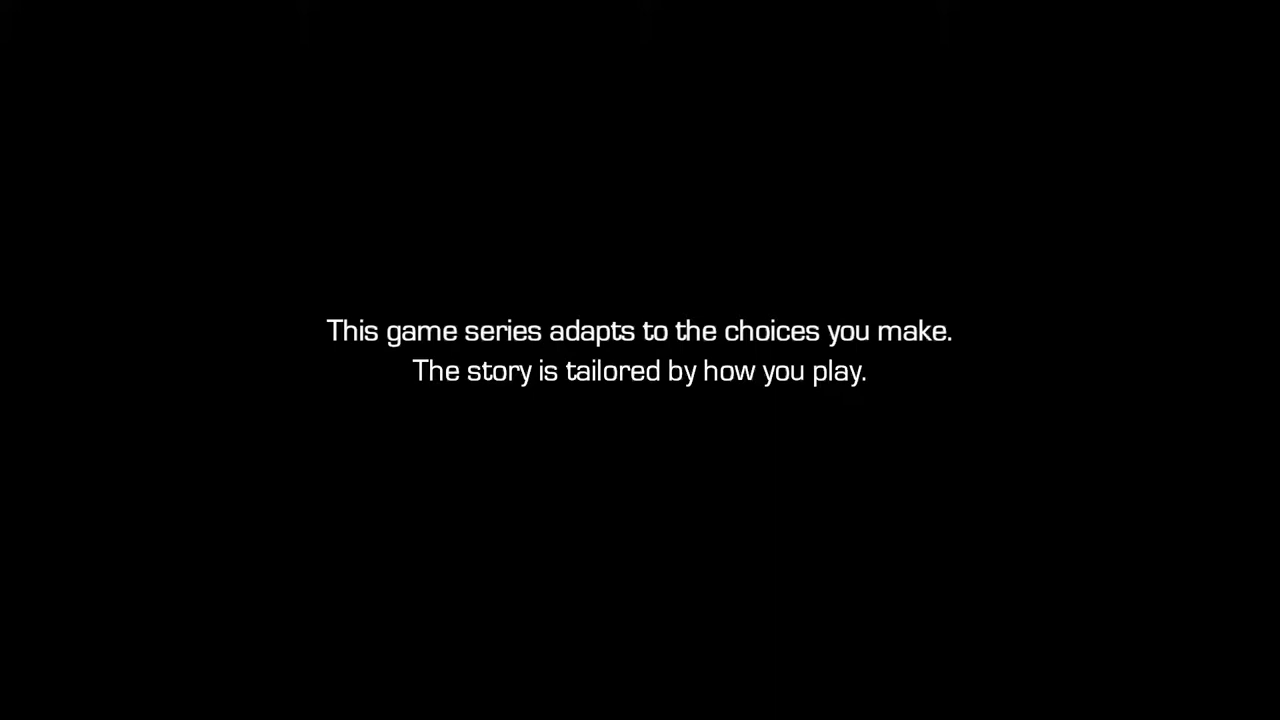 This game series adapts to the choices you make.
The story is tailored by how you play.